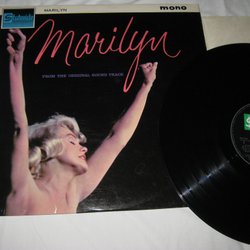 Stateside
MARILYN
mono
Marilyn
FROM THE ORIGINAL SOUND TRACK